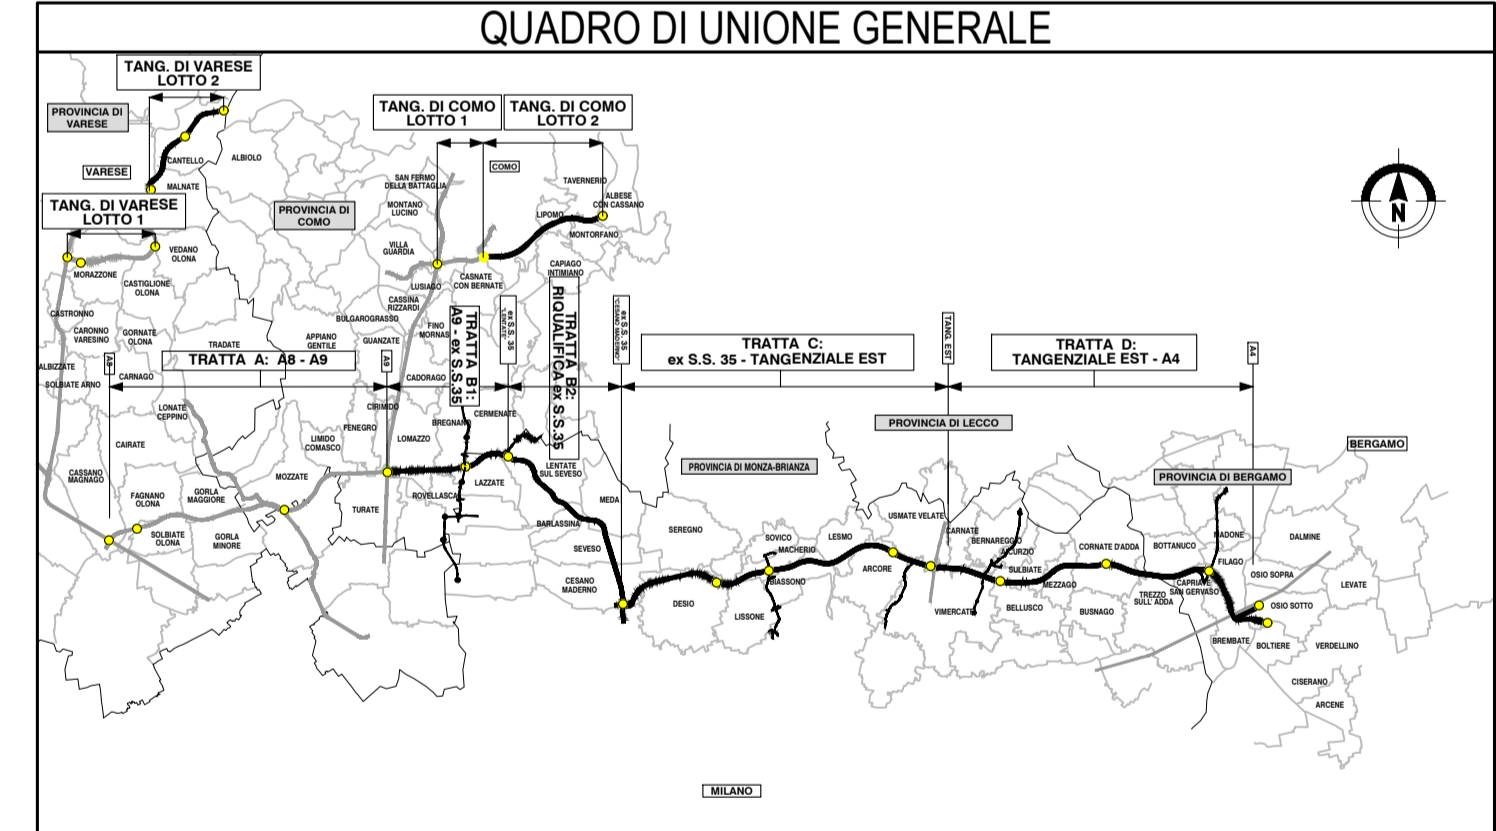 QUADRO DI UNIONE GENERALE
TANG. DI VARESE
LOTTO 2
PROVINCIA DI
VARESE
VARESE
CANTELLO
MALNATE
ALBIOLO
TANG. DI VARESE
LOTTO 1
MORAZZONE
VEDANO
OLONA
CASTIGLIONE
OLONA
PROVINCIA DI
COMO
TANG. DI COMO
LOTTO 1
TANG. DI COMO
LOTTO 2
COMO
SAN FERMO
DELLA BATTAGLIA
MONTANO
LUCINO
VILLA
GUARDIA
TAVERNERIO
ALBESE
CON CASSANO
LIPOMO
MONTORFANO
CAPIAGO
INTIMIANO
CASNATE
CON BERNATE
LUSIAGO
CASSINA
RIZZARDI
BULGAROGRASSO
FINO
MORNAS
GUANZATE
APPIANO
GENTILE
TRADATE
CASTRONNO
CARONNO
VARESINO
GORNATE
OLONA
ALBIZZATE
SOLBIATE ARNO
CARNAGO
A8
TRATTA A: A8 - A9
A9
TRATTA B1:
A9 - ex S.S.35
ex S.S. 35
"LENTATE"
TRATTA B2:
RIQUALIFICA ex S.S.35
ex S.S. 35
"CESANO MADERNO"
TRATTA C:
ex S.S. 35 - TANGENZIALE EST
TANG. EST
TRATTA D:
TANGENZIALE EST - A4
A4
CADORAGO
CIRIMIDO
FENEGRO
LOMAZZO
BREGNANO
CERMENATE
LONATE
CEPPINO
LIMIDO
COMASCO
CAIRATE
CASSANO
MAGNAGO
FAGNANO
OLONA
GORLA
MAGGIORE
MOZZATE
SOLBIATE
OLONA
GORLA
MINORE
TURATE
ROVELLASCA
LAZZATE
LENTATE
SUL SEVESO
MEDA
BARLASSINA
SEVESO
CESANO
MADERNO
PROVINCIA DI MONZA-BRIANZA
PROVINCIA DI LECCO
PROVINCIA DI BERGAMO
BERGAMO
SEREGNO
DESIO
SOVICO
MACHERIO
BIASSONO
LISSONE
LESMO
ARCORE
USMATE VELATE
CARNATE
BERNAREGGIO
AICURZIO
SULBIATE
MEZZAGO
VIMERCATE
BELLUSCO
BUSNAGO
CORNATE D'ADDA
BOTTANUCO
TREZZO
SULL' ADDA
CAPRIATE
SAN GERVASO
MADONE
FILAGO
DALMINE
OSIO SOPRA
LEVATE
OSIO SOTTO
BREMBATE
BOLTIERE
VERDELLINO
CISERANO
ARCENE
MILANO
N